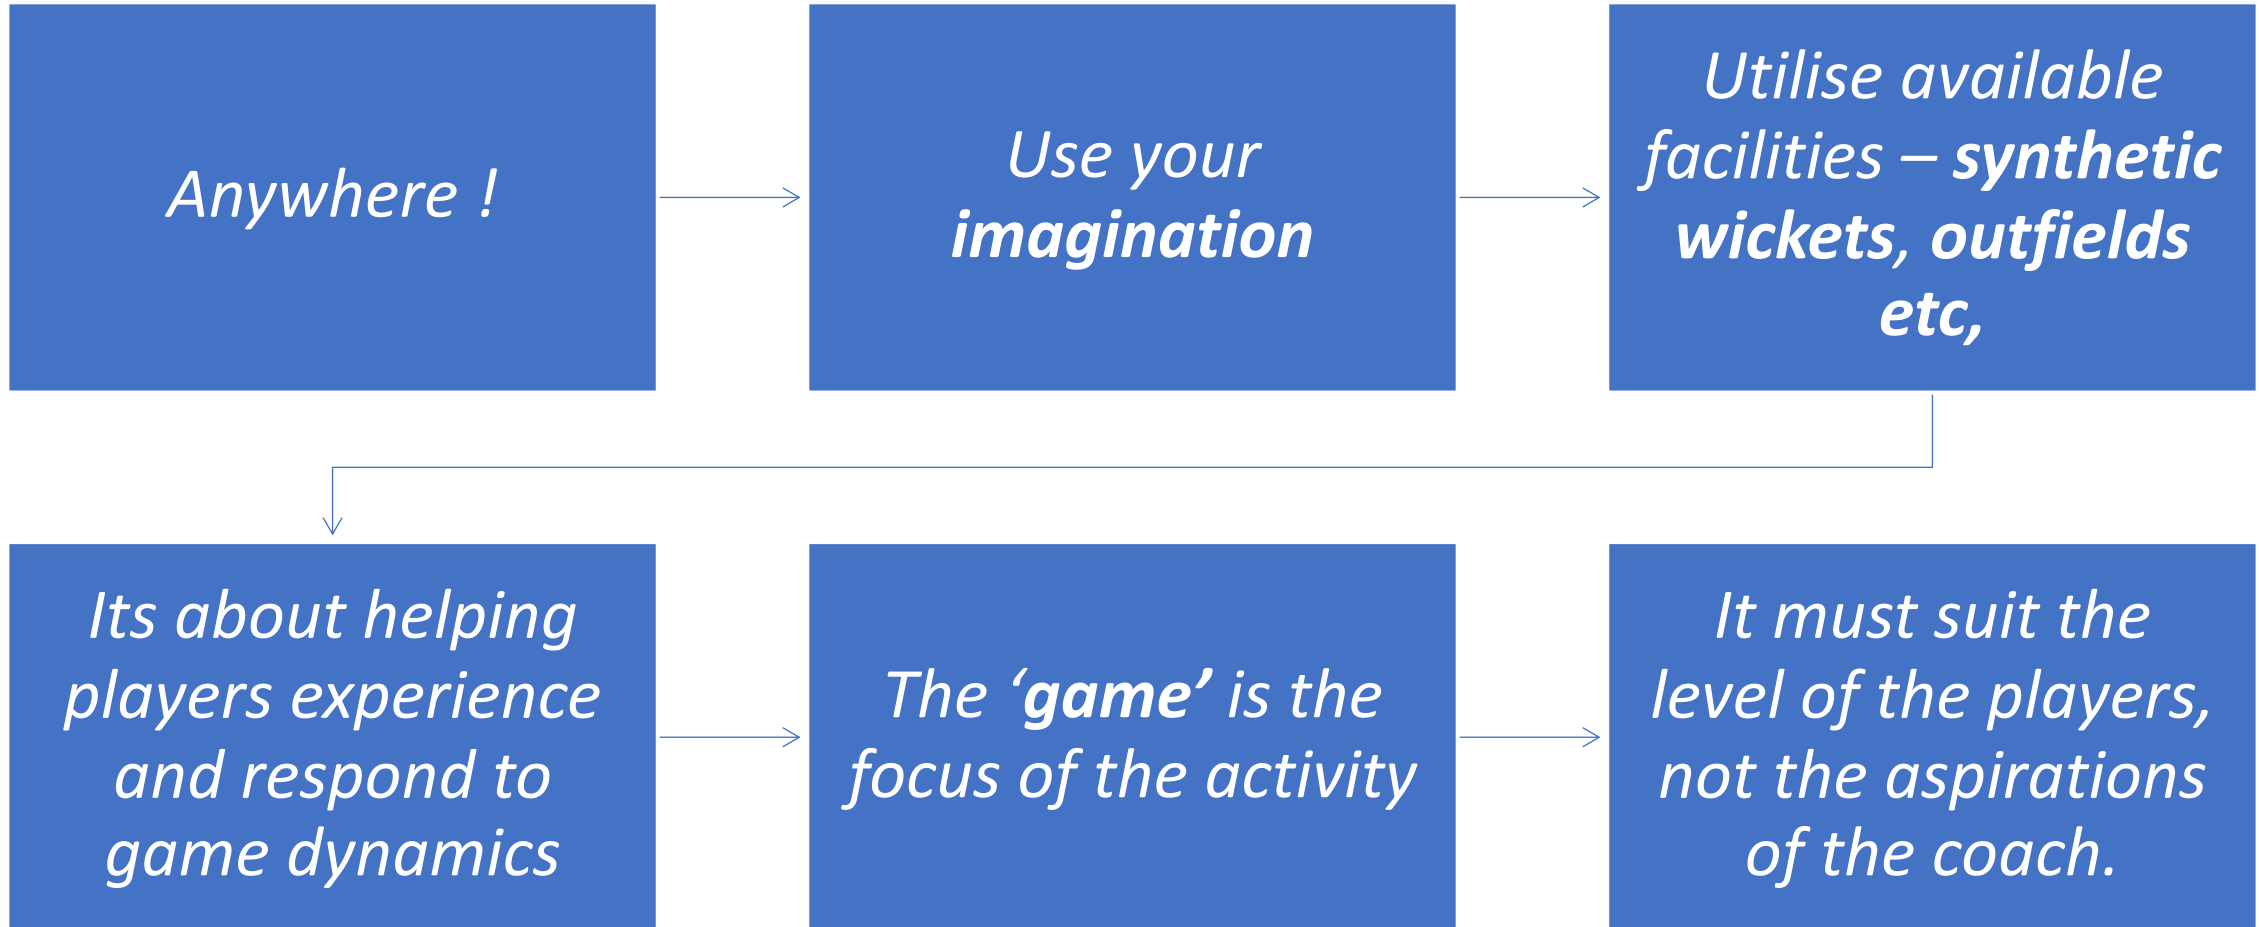 Anywhere !
Use your
imagination
Utilise available
facilities – synthetic
wickets, outfields
etc,
Its about helping
players experience
and respond to
game dynamics
The ‘game’ is the
focus of the activity
It must suit the
level of the players,
not the aspirations
of the coach.